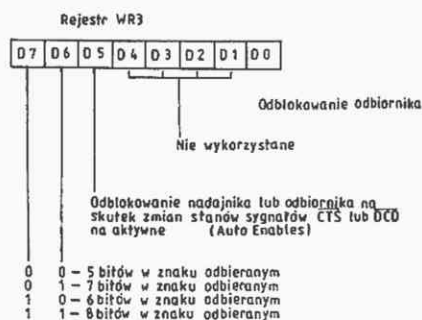 Rejestr WR3
D7 D6 D5 D4 D3 D2 D1 D0
Odblokowanie odbiornika
Nie wykorzystane
Odblokowanie nadajnika lub odbiornika na
skutek zmian stanów sygnałów C̅T̅S̅ lub D̅C̅D̅
na aktywne (Auto Enables)
0 0 – 5 bitów w znaku odbieranym
0 1 – 7 bitów w znaku odbieranym
1 0 – 6 bitów w znaku odbieranym
1 1 – 8 bitów w znaku odbieranym